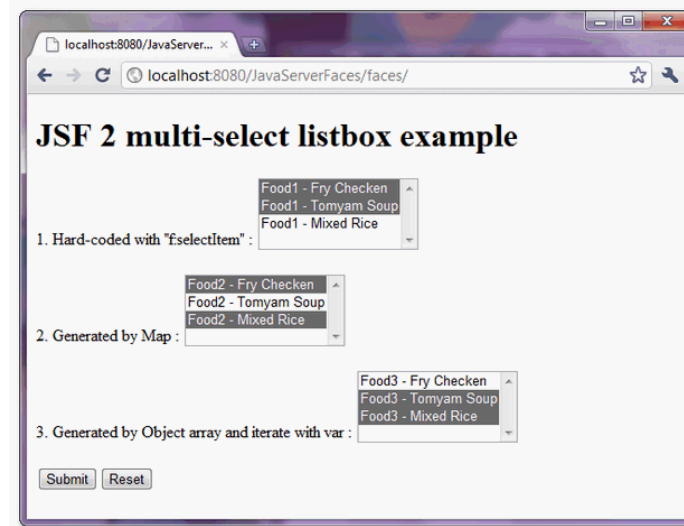 localhost:8080/JavaServer...
localhost:8080/JavaServerFaces/faces/
JSF 2 multi-select listbox example
Food1 - Fry Checken
Food1 - Tomyam Soup
Food1 - Mixed Rice
1. Hard-coded with "f:selectItem" :
Food2 - Fry Checken
Food2 - Tomyam Soup
Food2 - Mixed Rice
2. Generated by Map :
Food3 - Fry Checken
Food3 - Tomyam Soup
Food3 - Mixed Rice
3. Generated by Object array and iterate with var :
Submit Reset